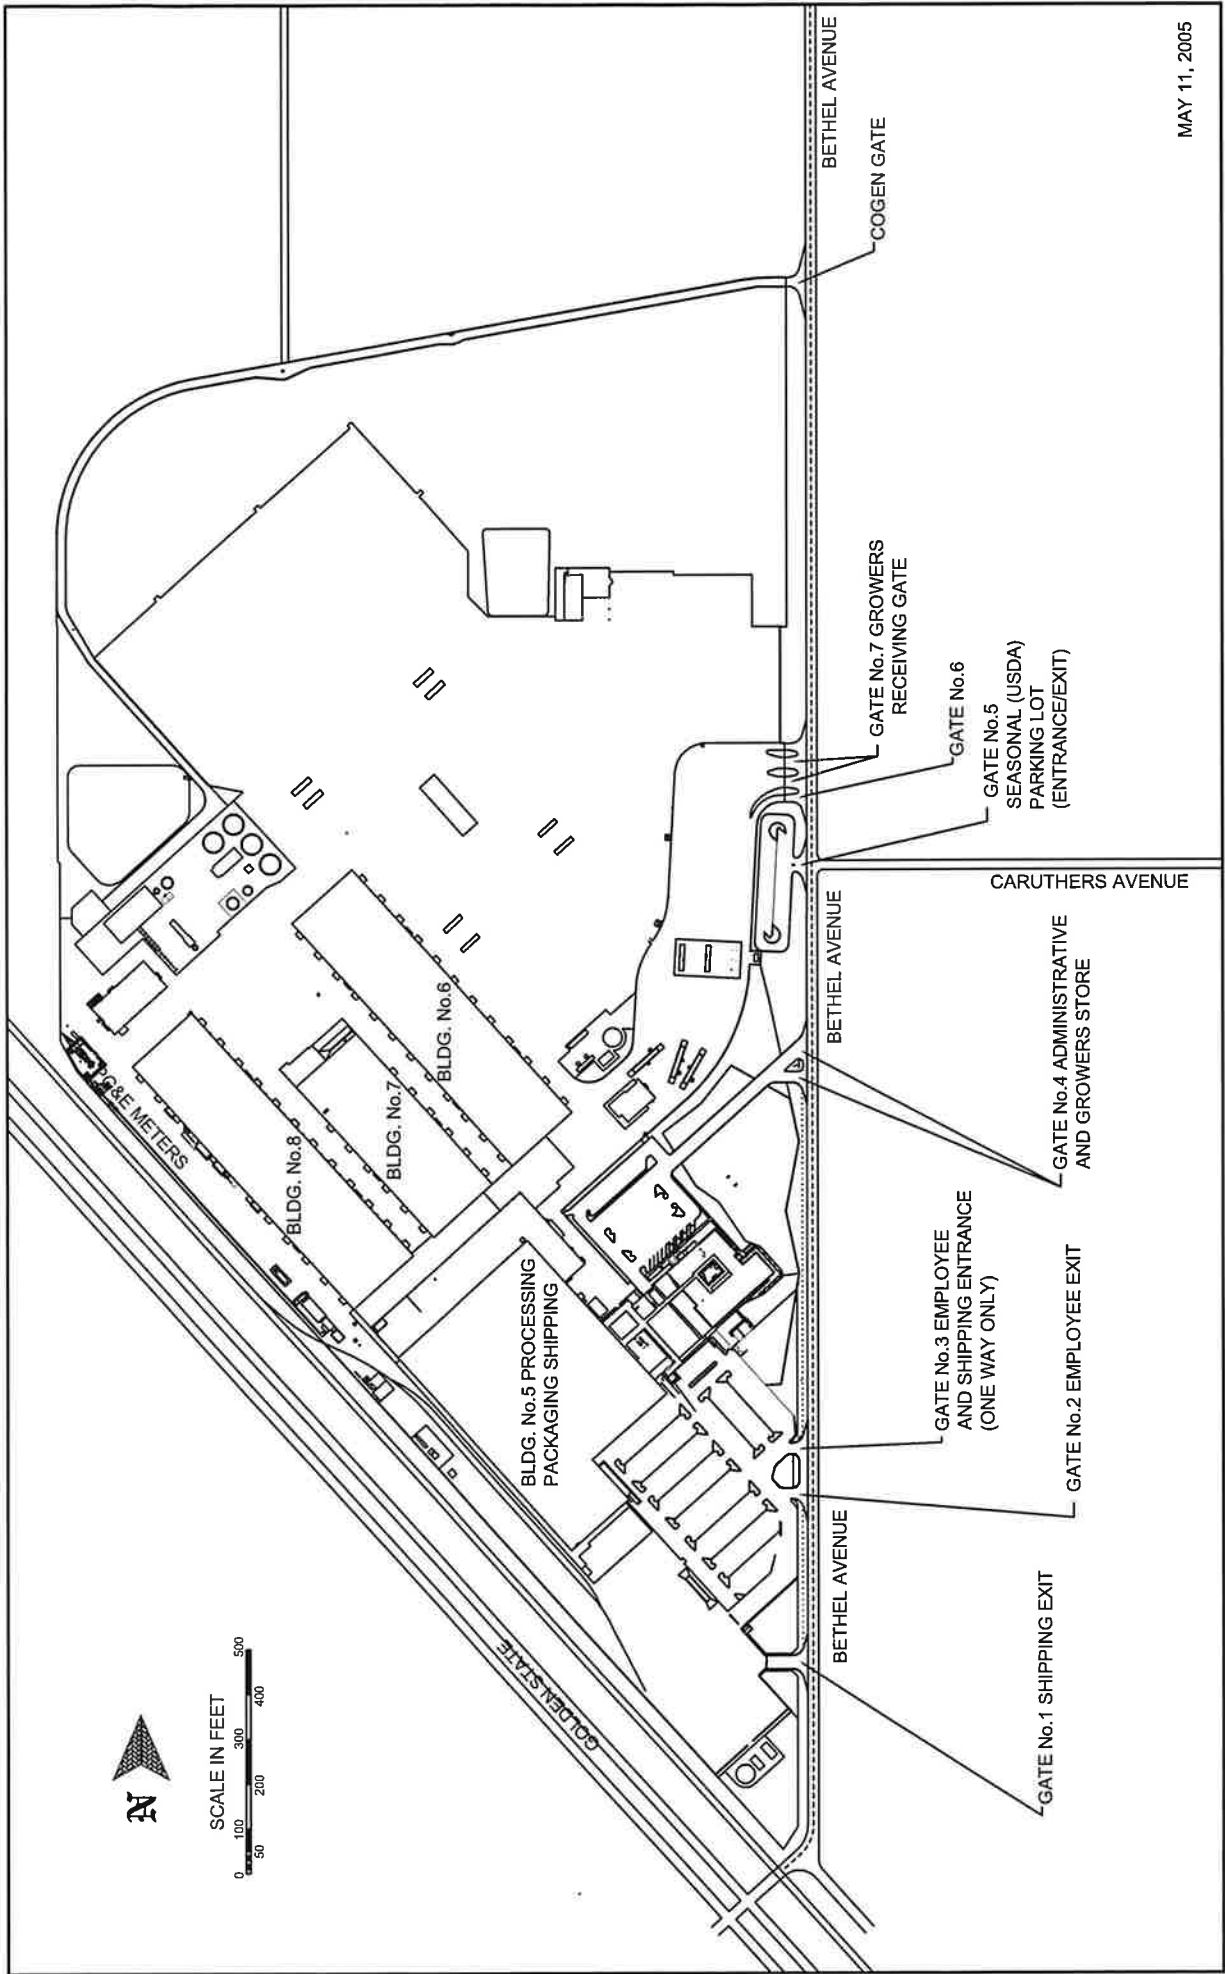 N
SCALE IN FEET
0 100 200 300 400 500
50
GOLDEN STATE
PG&E METERS
BLDG. No.8
BLDG. No.7
BLDG. No.6
BLDG. No.5 PROCESSING
PACKAGING SHIPPING
BETHEL AVENUE
BETHEL AVENUE
BETHEL AVENUE
CARUTHERS AVENUE
GATE No.1 SHIPPING EXIT
GATE No.2 EMPLOYEE EXIT
GATE No.3 EMPLOYEE
AND SHIPPING ENTRANCE
(ONE WAY ONLY)
GATE No.4 ADMINISTRATIVE
AND GROWERS STORE
GATE No.5
SEASONAL (USDA)
PARKING LOT
(ENTRANCE/EXIT)
GATE No.6
GATE No.7 GROWERS
RECEIVING GATE
COGEN GATE
MAY 11, 2005